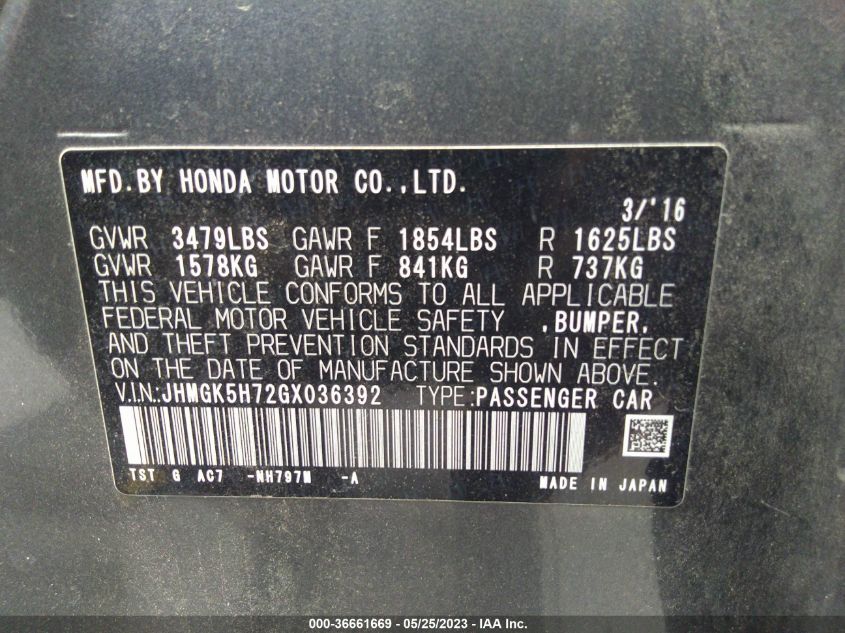 MFD.BY HONDA MOTOR CO.,LTD.
3/'16
GVWR 3479LBS GAWR F 1854LBS R 1625LBS
GVWR 1578KG GAWR F 841KG R 737KG
THIS VEHICLE CONFORMS TO ALL APPLICABLE
FEDERAL MOTOR VEHICLE SAFETY ,BUMPER,
AND THEFT PREVENTION STANDARDS IN EFFECT
ON THE DATE OF MANUFACTURE SHOWN ABOVE.
V.I.N.:JHMGK5H72GX036392 TYPE:PASSENGER CAR
TST G AC7 -NH797M -A MADE IN JAPAN
000-36661669 - 05/25/2023 - IAA Inc.